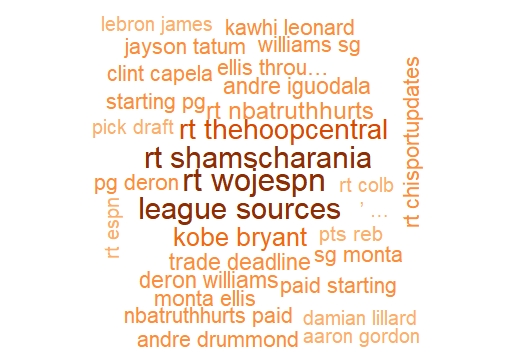 lebron james
kawhi leonard
jayson tatum
williams sg
clint capela
ellis throu…
andre iguodala
starting pg
rt nbatruthhurts
pick draft
rt thehoopcentral
rt chisportupdates
rt shamscharania
pg deron
rt wojespn
rt colb
rt espn
league sources
' …
kobe bryant
pts reb
trade deadline
sg monta
deron williams
paid starting
monta ellis
nbatruthhurts paid
damian lillard
andre drummond
aaron gordon